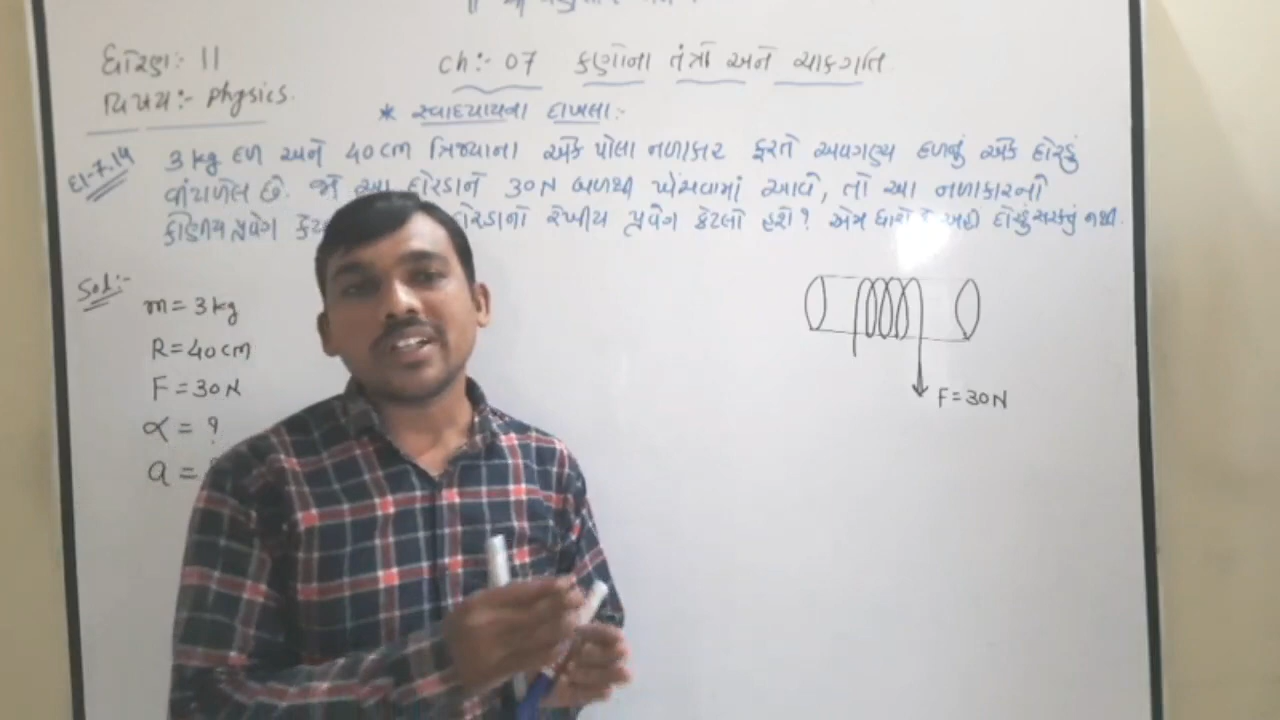 ધોરણ:- 11
વિષય:- Physics.
ch:- 07 કણોના તંત્રો અને ચાકગતિ
* સ્વાધ્યાયના દાખલા:-
દા-7.14 3 kg દળ અને 40 cm ત્રિજ્યાના એક પોલા નળાકાર ફરતે અવગણ્ય દળનું એક દોરડું
વીંટાળેલ છે. જો આ દોરડાને 30 N બળથી ખેંચવામાં આવે, તો આ નળાકારનો
કોણીય પ્રવેગ રેખીય પ્રવેગ કેટલો હશે? એમ ધારો અહીં દોરડું સરકતું નથી.
Sol:-
m = 3 kg
R = 40 cm
F = 30 N
α = ?
a =
F = 30 N